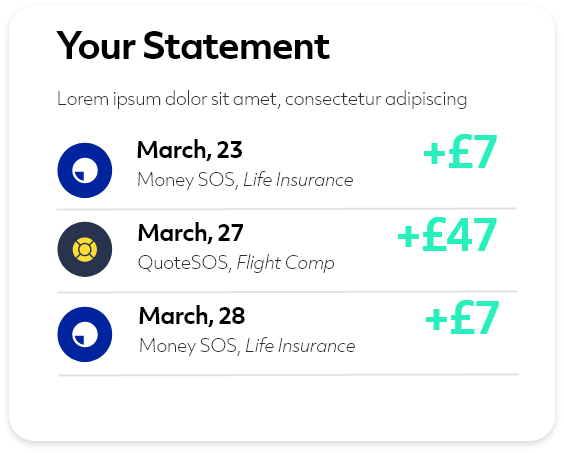 Your Statement
Lorem ipsum dolor sit amet, consectetur adipiscing
March, 23
+£7
Money SOS, Life Insurance
March, 27
+£47
QuoteSOS, Flight Comp
March, 28
+£7
Money SOS, Life Insurance